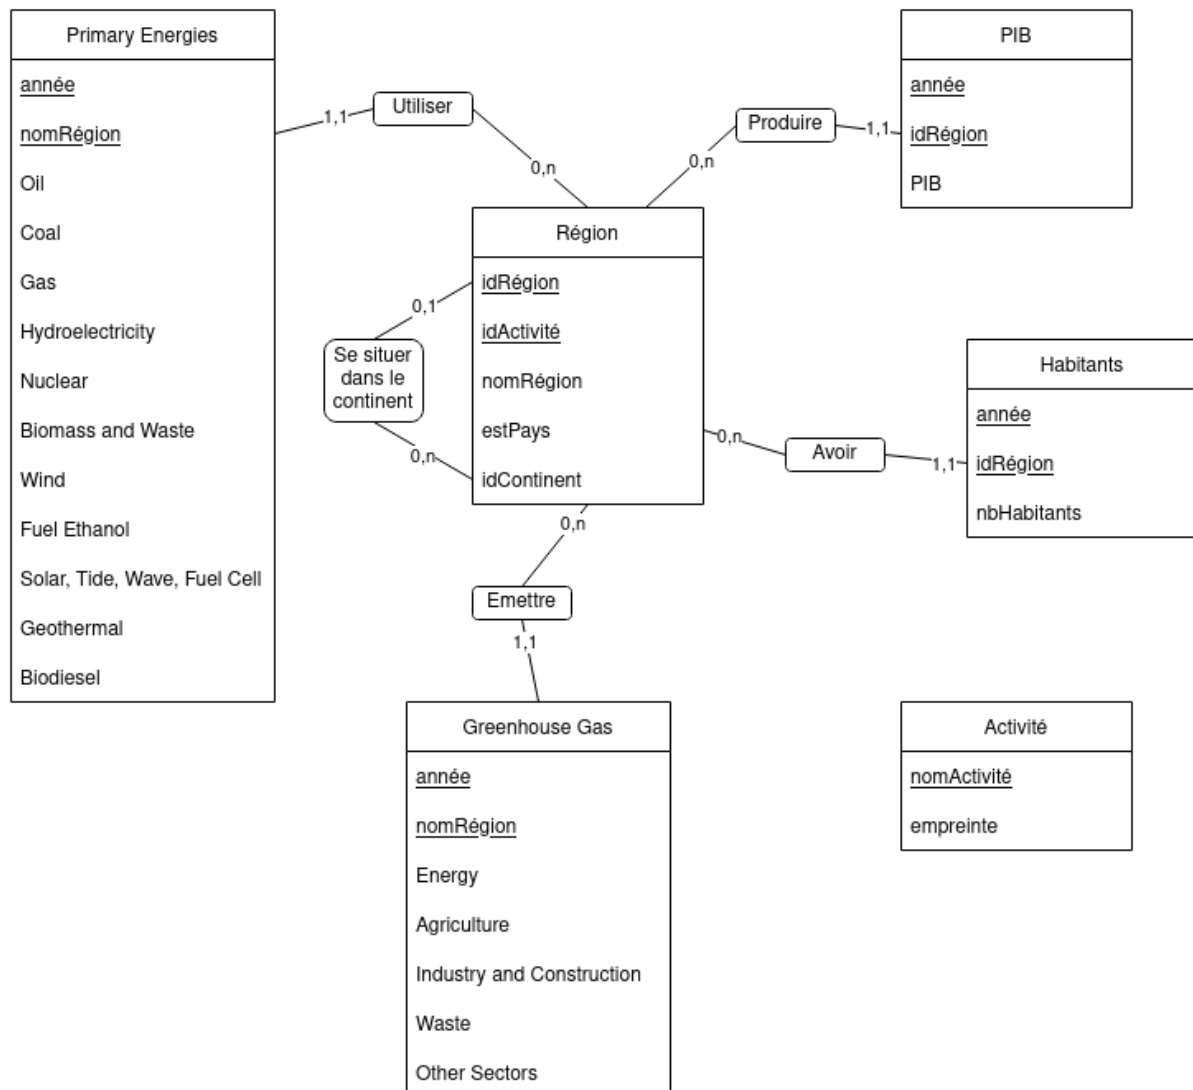 Primary Energies
année
nomRégion
Oil
Coal
Gas
Hydroelectricity
Nuclear
Biomass and Waste
Wind
Fuel Ethanol
Solar, Tide, Wave, Fuel Cell
Geothermal
Biodiesel
1,1
Utiliser
0,n
PIB
année
idRégion
PIB
Produire
1,1
0,n
Région
idRégion
idActivité
nomRégion
estPays
idContinent
0,1
Se situer
dans le
continent
0,n
Habitants
année
idRégion
nbHabitants
0,n
Avoir
1,1
0,n
Emettre
1,1
Greenhouse Gas
année
nomRégion
Energy
Agriculture
Industry and Construction
Waste
Other Sectors
Activité
nomActivité
empreinte